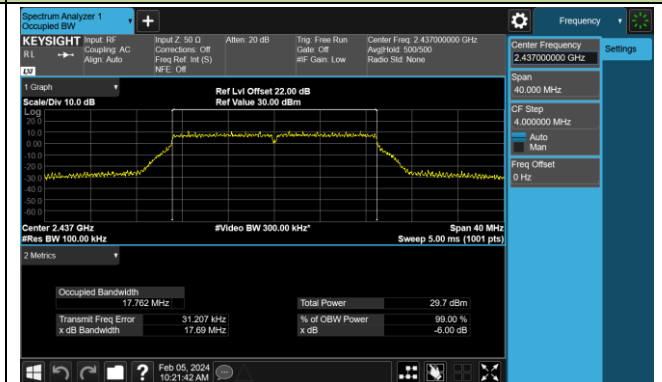 Spectrum Analyzer 1
Occupied BW
+
Frequency
KEYSIGHT
RL
Input: RF
Coupling: AC
Align: Auto
Input Z: 50 Ω
Corrections: Off
Freq Ref: Int (S)
NFE: Off
Atten: 20 dB
Trig: Free Run
Gate: Off
#IF Gain: Low
Center Freq: 2.437000000 GHz
Avg|Hold: 500/500
Radio Std: None
LXI
Center Frequency
2.437000000 GHz
Settings
Span
40.000 MHz
CF Step
4.000000 MHz
Auto
Man
Freq Offset
0 Hz
1 Graph
Scale/Div 10.0 dB
Ref Lvl Offset 22.00 dB
Ref Value 30.00 dBm
Log
20.0
10.0
0.00
-10.0
-20.0
-30.0
-40.0
-50.0
-60.0
Center 2.437 GHz
#Video BW 300.00 kHz*
Span 40 MHz
#Res BW 100.00 kHz
Sweep 5.00 ms (1001 pts)
2 Metrics
Occupied Bandwidth
17.762 MHz
Total Power 29.7 dBm
Transmit Freq Error 31.207 kHz
% of OBW Power 99.00 %
x dB Bandwidth 17.69 MHz
x dB -6.00 dB
?
Feb 05, 2024
10:21:42 AM